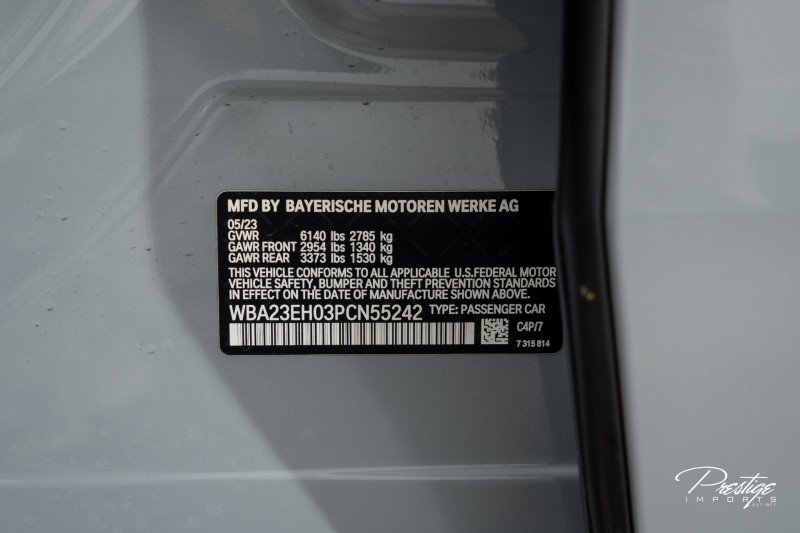 MFD BY BAYERISCHE MOTOREN WERKE AG
05/23
GVWR 6140 lbs 2785 kg
GAWR FRONT 2954 lbs 1340 kg
GAWR REAR 3373 lbs 1530 kg
THIS VEHICLE CONFORMS TO ALL APPLICABLE U.S.FEDERAL MOTOR
VEHICLE SAFETY, BUMPER AND THEFT PREVENTION STANDARDS
IN EFFECT ON THE DATE OF MANUFACTURE SHOWN ABOVE.
WBA23EH03PCN55242 TYPE: PASSENGER CAR
C4P/7
7 315 814
Prestige
IMPORTS
EST 1977